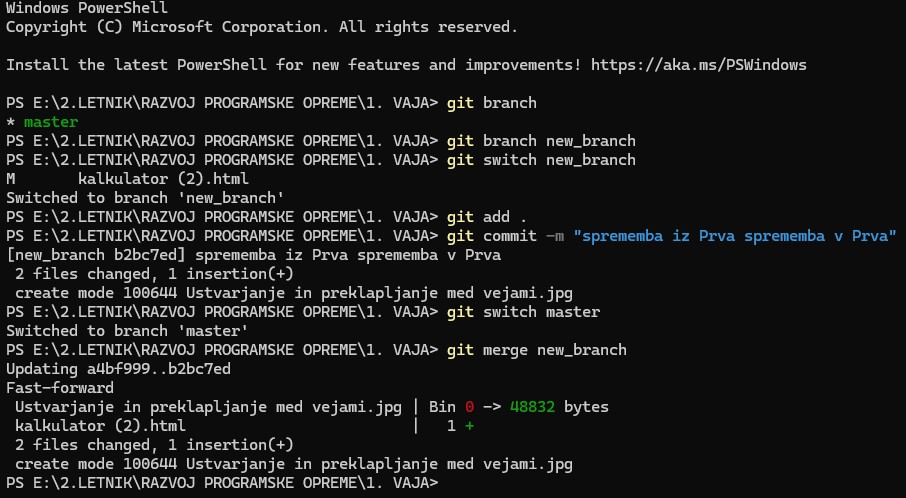 Windows PowerShell
Copyright (C) Microsoft Corporation. All rights reserved.
Install the latest PowerShell for new features and improvements! https://aka.ms/PSWindows
PS E:\2.LETNIK\RAZVOJ PROGRAMSKE OPREME\1. VAJA> git branch
* master
PS E:\2.LETNIK\RAZVOJ PROGRAMSKE OPREME\1. VAJA> git branch new_branch
PS E:\2.LETNIK\RAZVOJ PROGRAMSKE OPREME\1. VAJA> git switch new_branch
M       kalkulator (2).html
Switched to branch 'new_branch'
PS E:\2.LETNIK\RAZVOJ PROGRAMSKE OPREME\1. VAJA> git add .
PS E:\2.LETNIK\RAZVOJ PROGRAMSKE OPREME\1. VAJA> git commit -m "sprememba iz Prva sprememba v Prva"
[new_branch b2bc7ed] sprememba iz Prva sprememba v Prva
 2 files changed, 1 insertion(+)
 create mode 100644 Ustvarjanje in preklapljanje med vejami.jpg
PS E:\2.LETNIK\RAZVOJ PROGRAMSKE OPREME\1. VAJA> git switch master
Switched to branch 'master'
PS E:\2.LETNIK\RAZVOJ PROGRAMSKE OPREME\1. VAJA> git merge new_branch
Updating a4bf999..b2bc7ed
Fast-forward
 Ustvarjanje in preklapljanje med vejami.jpg | Bin 0 -> 48832 bytes
 kalkulator (2).html                         |   1 +
 2 files changed, 1 insertion(+)
 create mode 100644 Ustvarjanje in preklapljanje med vejami.jpg
PS E:\2.LETNIK\RAZVOJ PROGRAMSKE OPREME\1. VAJA>